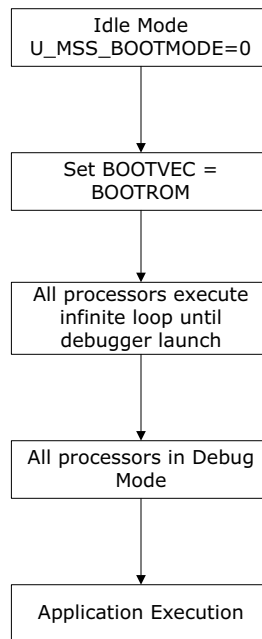 Idle Mode
U_MSS_BOOTMODE=0
Set BOOTVEC =
BOOTROM
All processors execute
infinite loop until
debugger launch
All processors in Debug
Mode
Application Execution